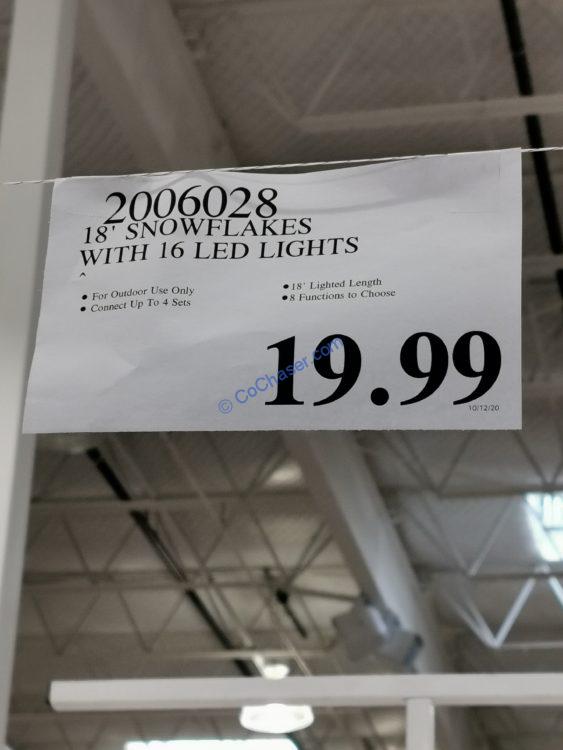 2006028
18' SNOWFLAKES
WITH 16 LED LIGHTS
^
• For Outdoor Use Only
• Connect Up To 4 Sets
• 18' Lighted Length
• 8 Functions to Choose
19.99
© CoChaser.com
10/12/20